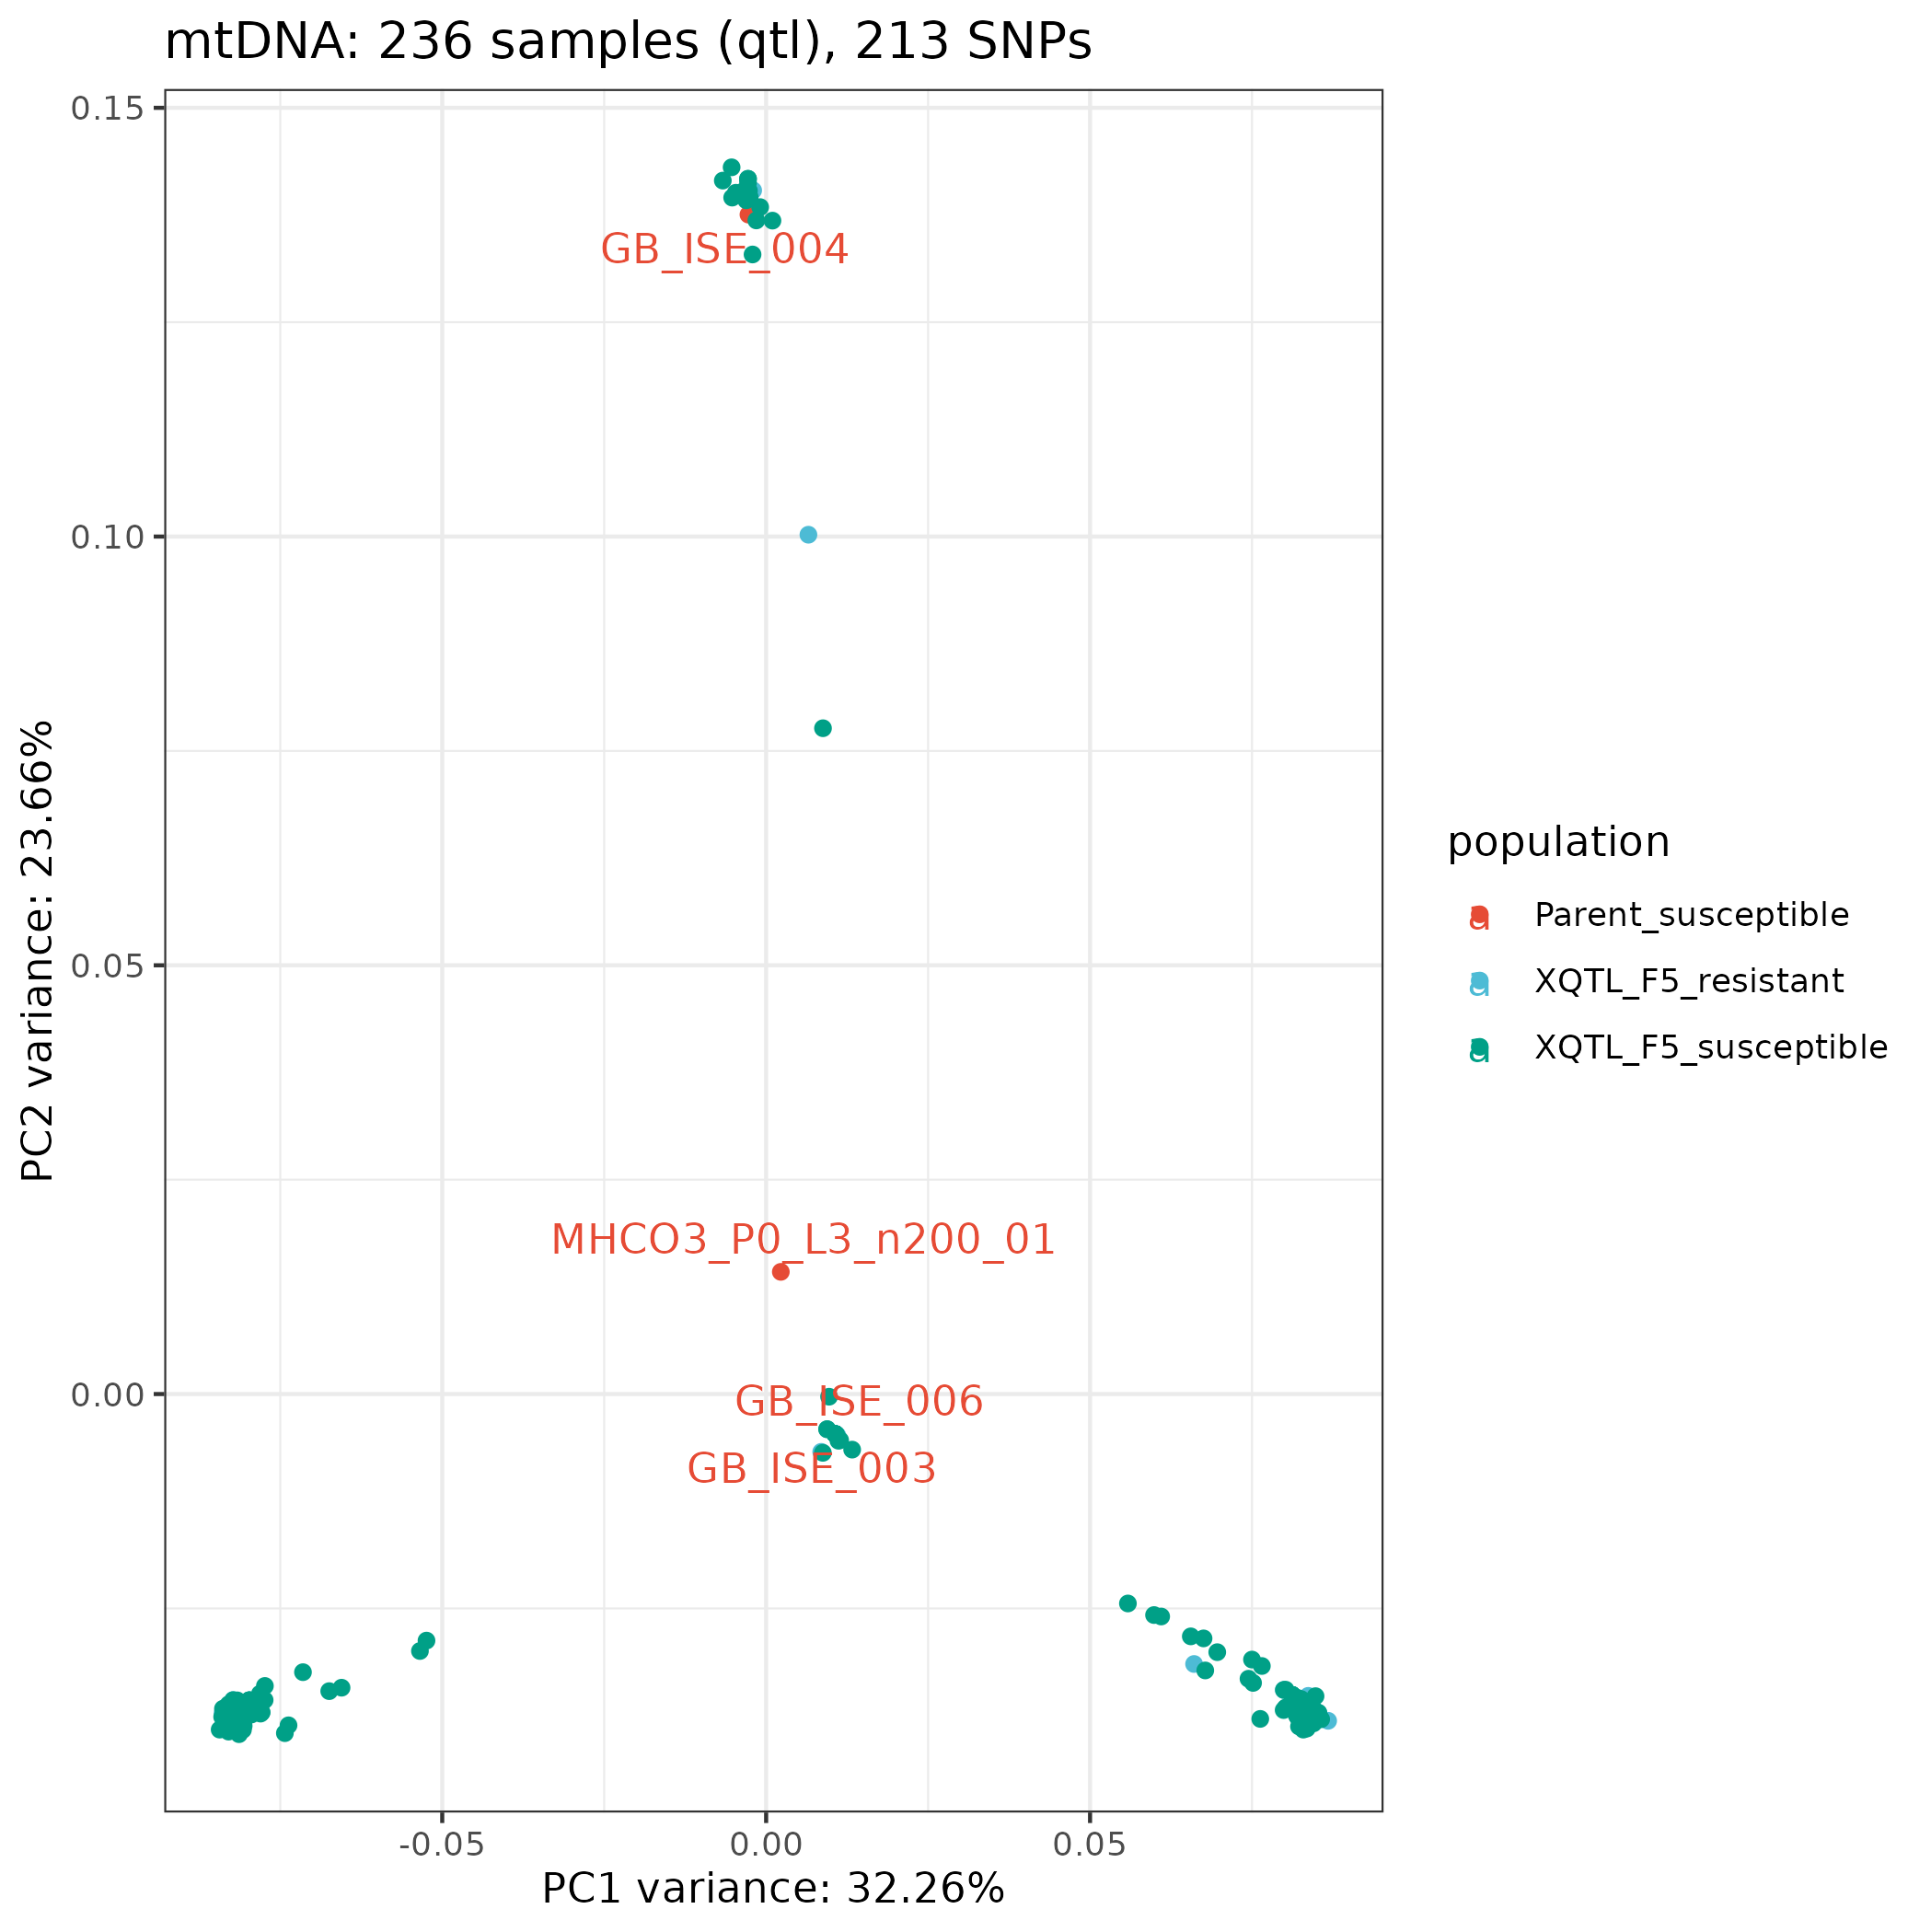 mtDNA: 236 samples (qtl), 213 SNPs
0.15
GB_ISE_004
0.10
PC2 variance: 23.66%
population
Parent_susceptible
0.05
XQTL_F5_resistant
XQTL_F5_susceptible
MHCO3_P0_L3_n200_01
0.00
GB_ISE_006
GB_ISE_003
-0.05 0.00 0.05
PC1 variance: 32.26%